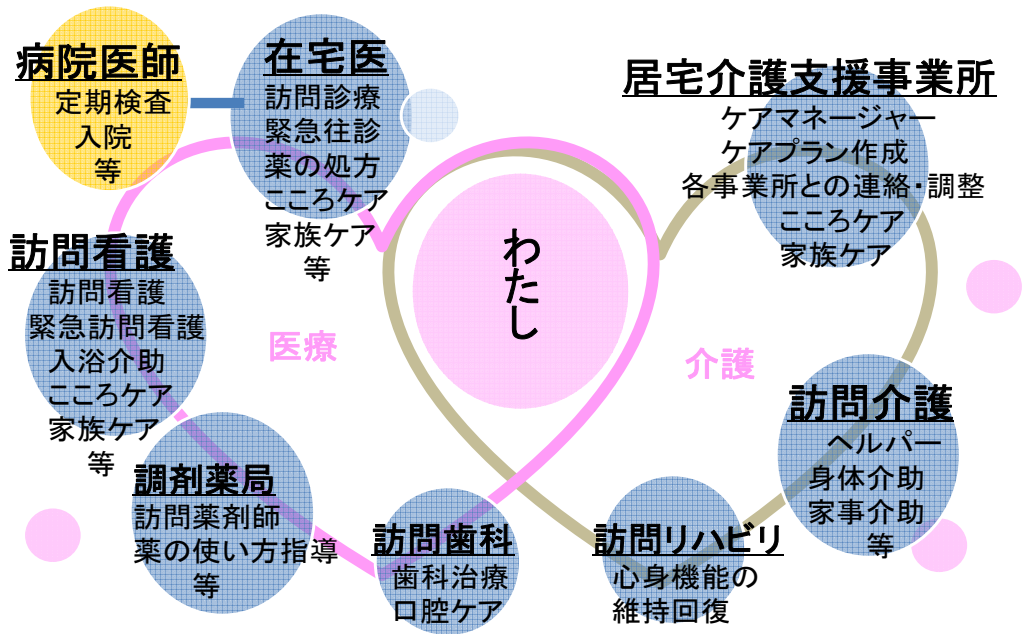 病院医師
定期検査
入院
等
在宅医
訪問診療
緊急往診
薬の処方
こころケア
家族ケア
等
居宅介護支援事業所
ケアマネージャー
ケアプラン作成
各事業所との連絡・調整
こころケア
家族ケア
わたし
訪問看護
訪問看護
緊急訪問看護
入浴介助
こころケア
家族ケア
等
医療
介護
訪問介護
ヘルパー
身体介助
家事介助
等
調剤薬局
訪問薬剤師
薬の使い方指導
等
訪問歯科
歯科治療
口腔ケア
訪問リハビリ
心身機能の
維持回復